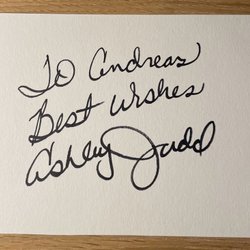 To Andreas
Best Wishes
Ashley Judd